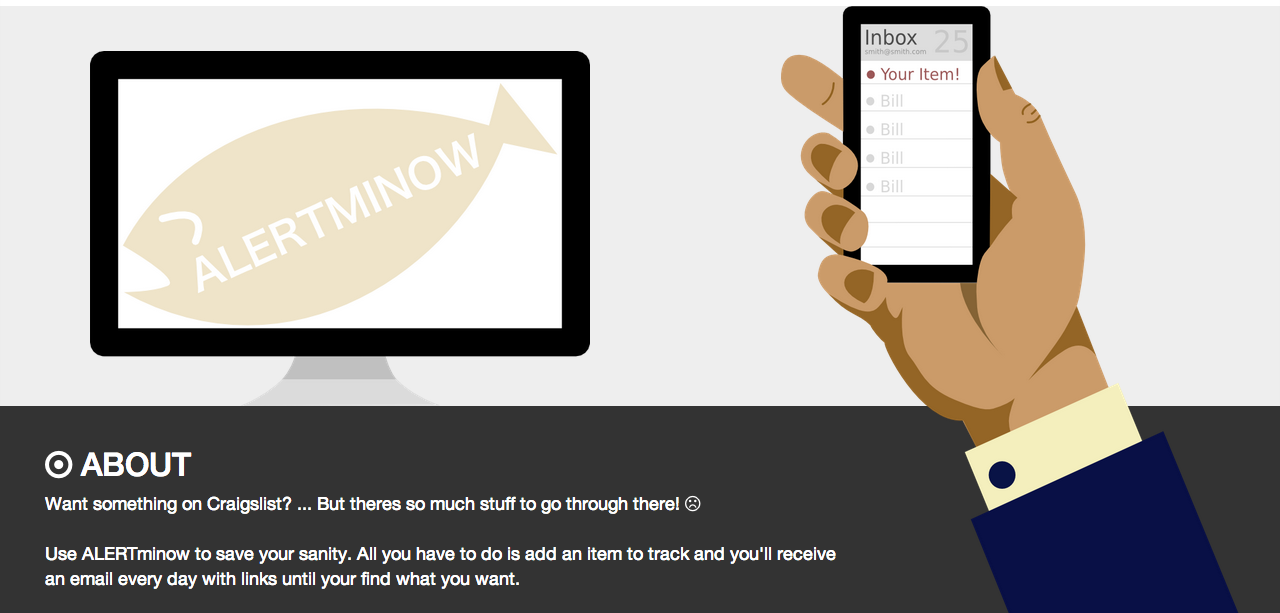 ALERTMINOW
Inbox 25
smith@smith.com
Your Item!
Bill
Bill
Bill
Bill
ABOUT
Want something on Craigslist? ... But theres so much stuff to go through there! ☹
Use ALERTminow to save your sanity. All you have to do is add an item to track and you'll receive
an email every day with links until your find what you want.